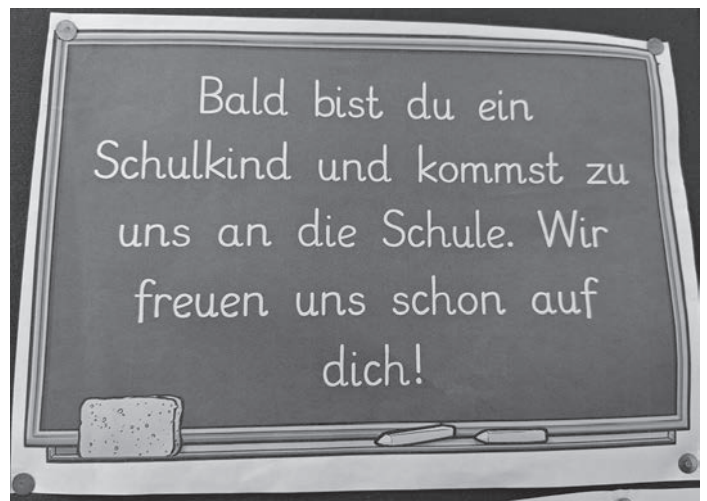 Bald bist du ein
Schulkind und kommst zu
uns an die Schule. Wir
freuen uns schon auf
dich!